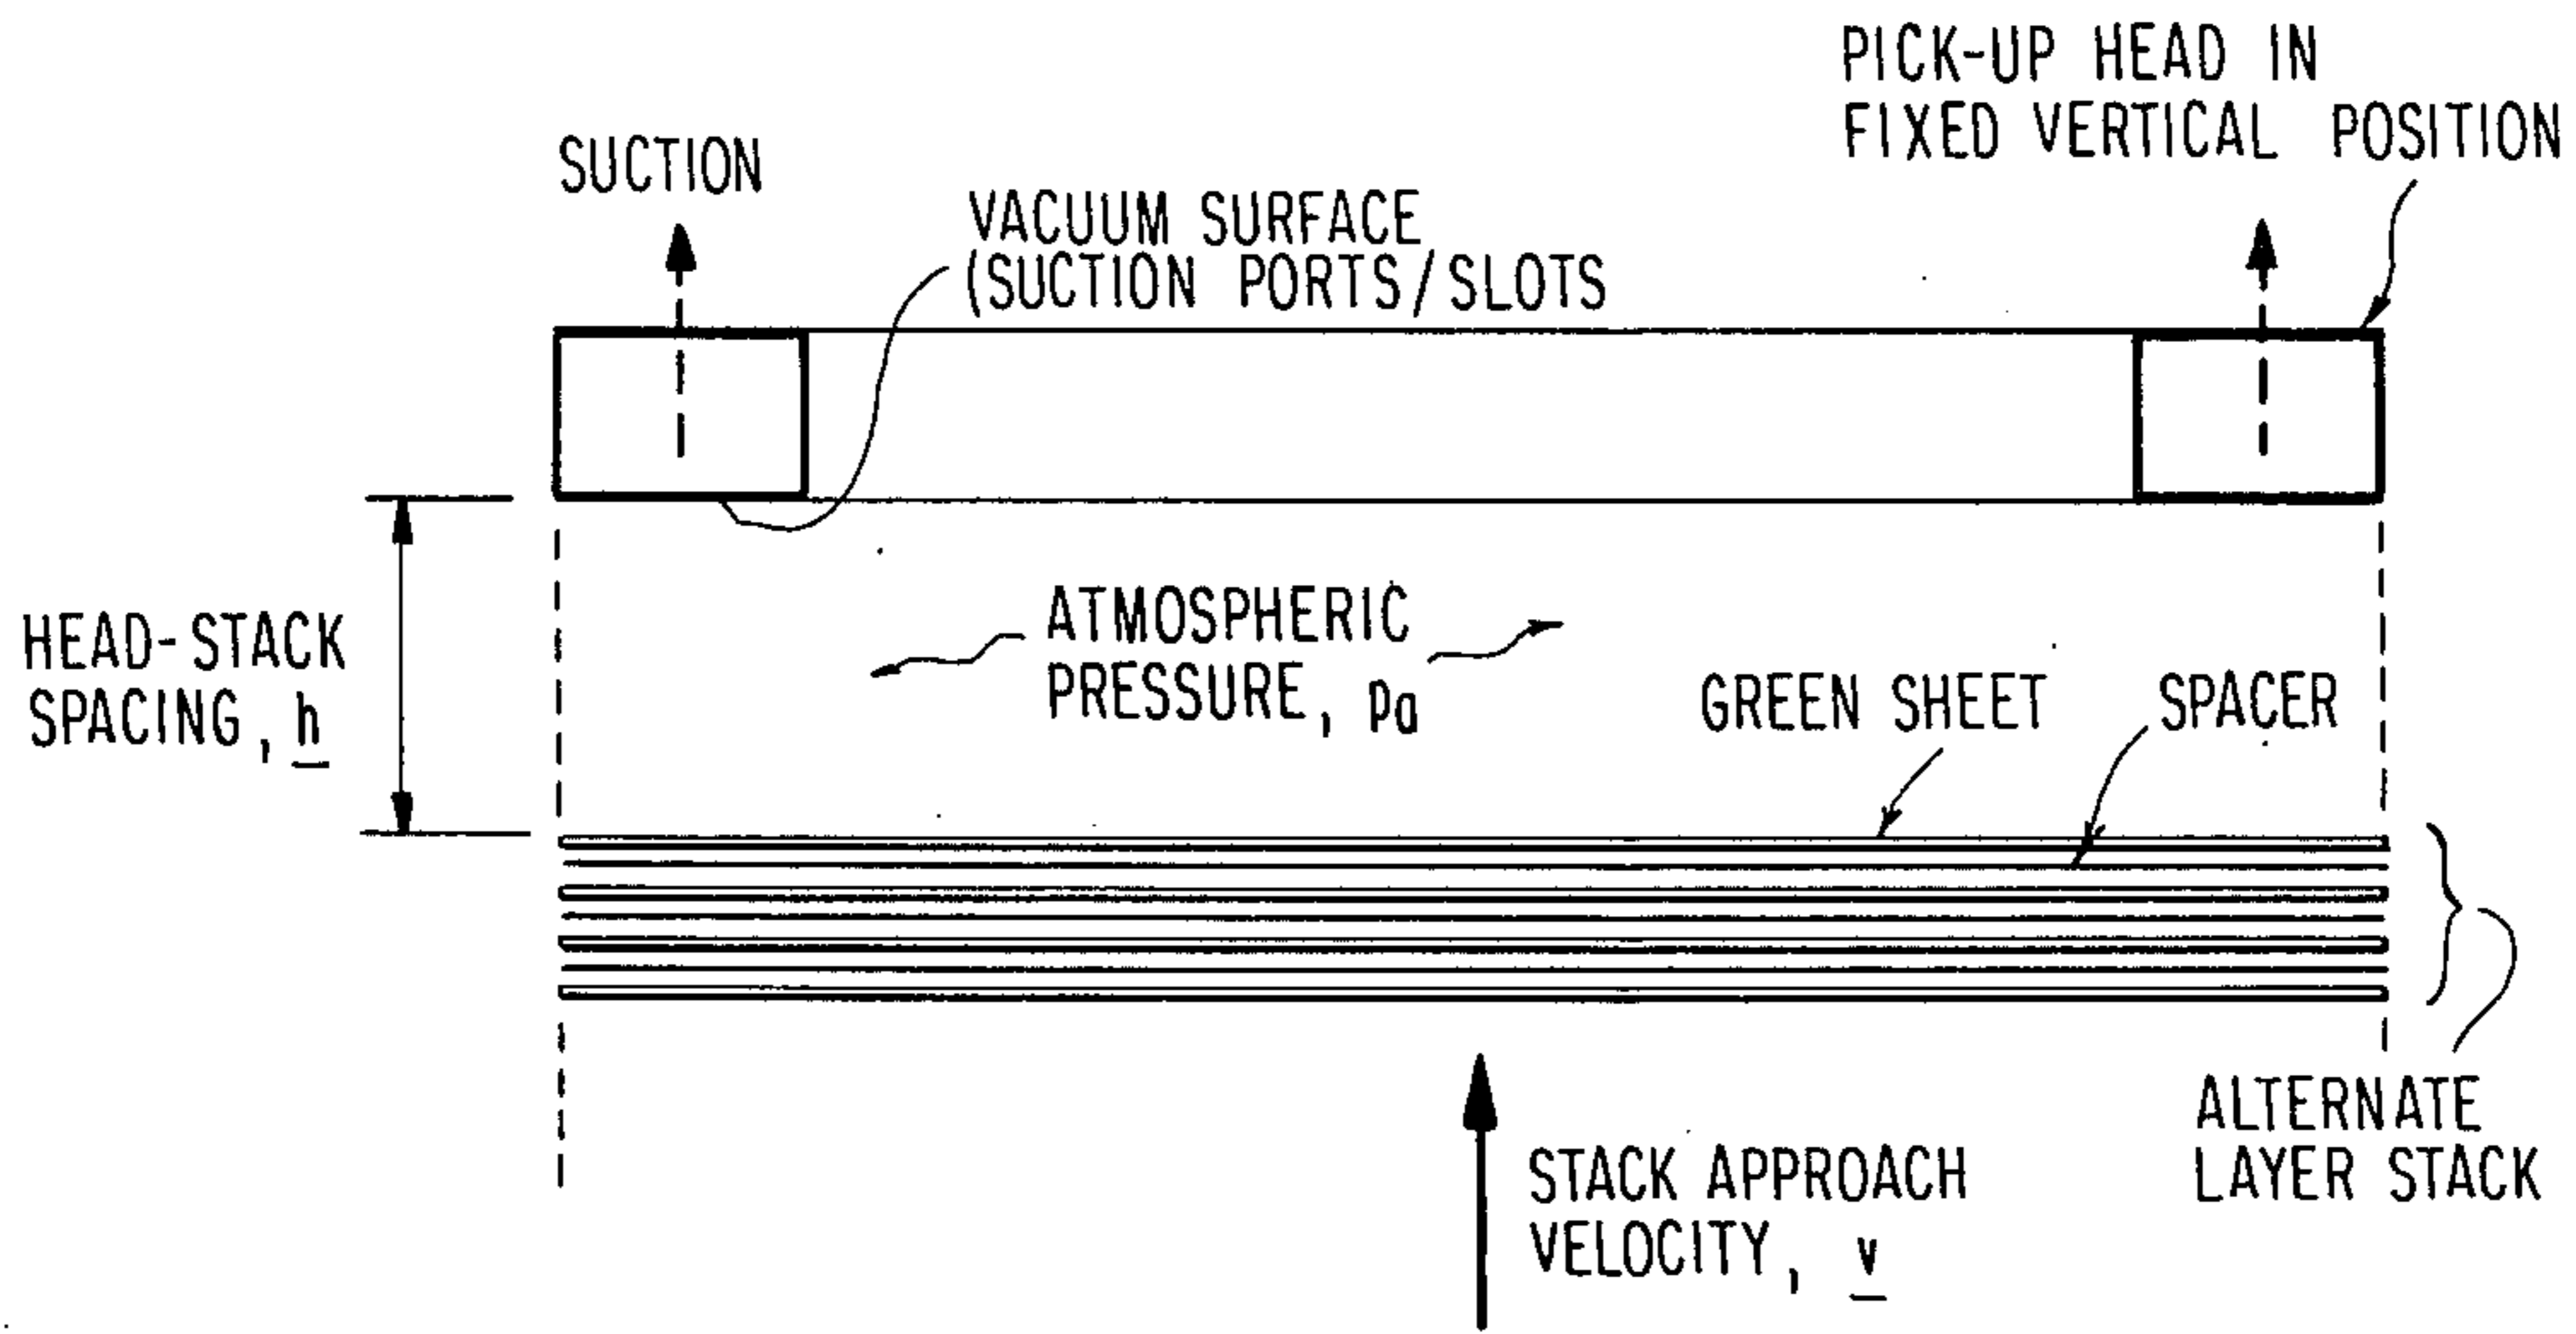 PICK-UP HEAD IN
FIXED VERTICAL POSITION
SUCTION
VACUUM SURFACE
(SUCTION PORTS/SLOTS
ATMOSPHERIC
PRESSURE, pa
HEAD-STACK
SPACING, h
GREEN SHEET
SPACER
ALTERNATE
LAYER STACK
STACK APPROACH
VELOCITY, v